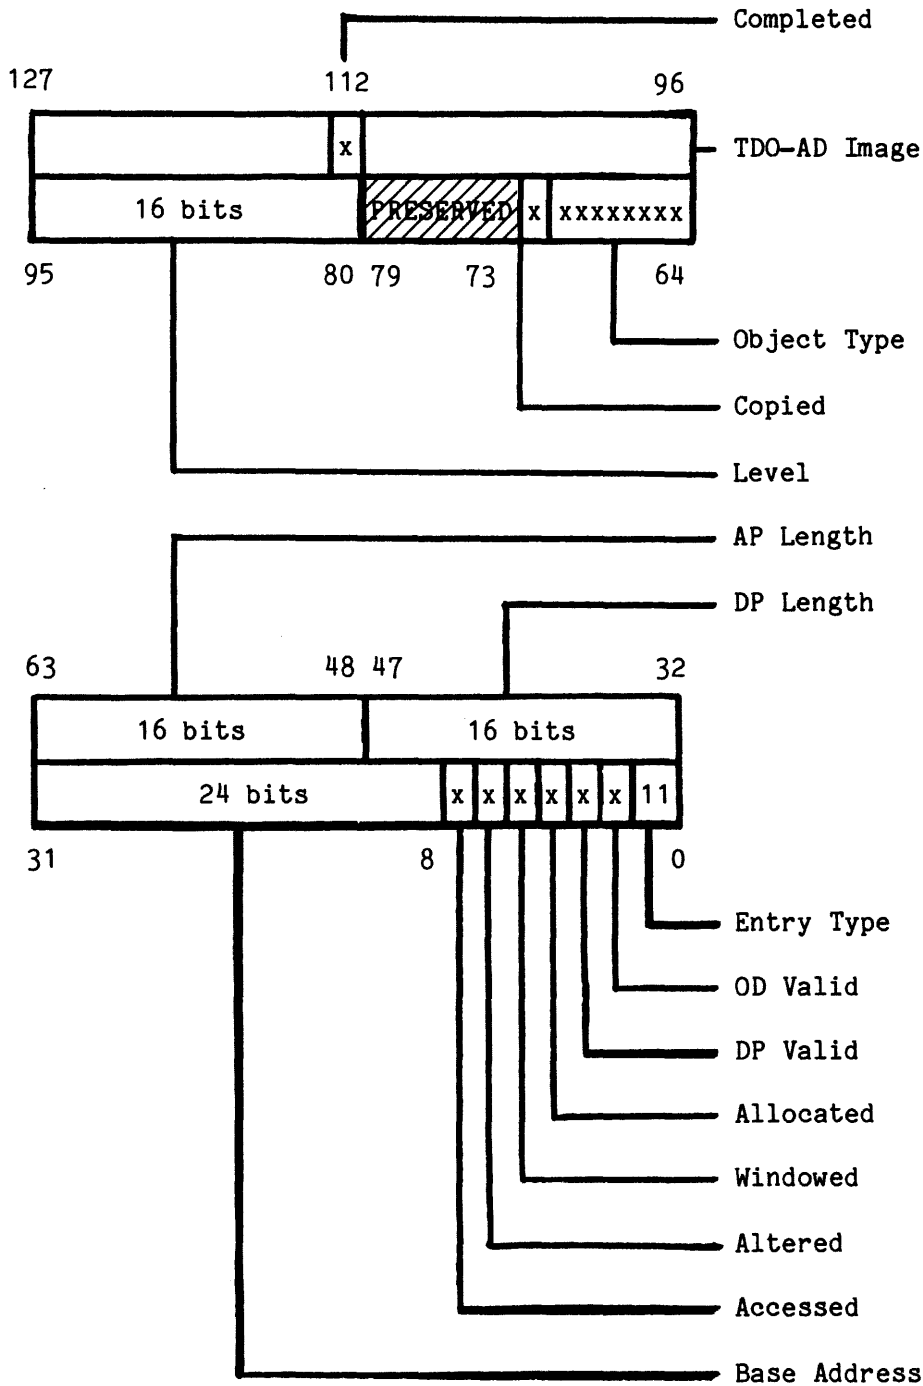 Completed
127 112 96
x TDO-AD Image
16 bits PRESERVED x xxxxxxxx
95 80 79 73 64
Object Type
Copied
Level
AP Length
DP Length
63 48 47 32
16 bits 16 bits
24 bits x x x x x x 11
31 8 0
Entry Type
OD Valid
DP Valid
Allocated
Windowed
Altered
Accessed
Base Address